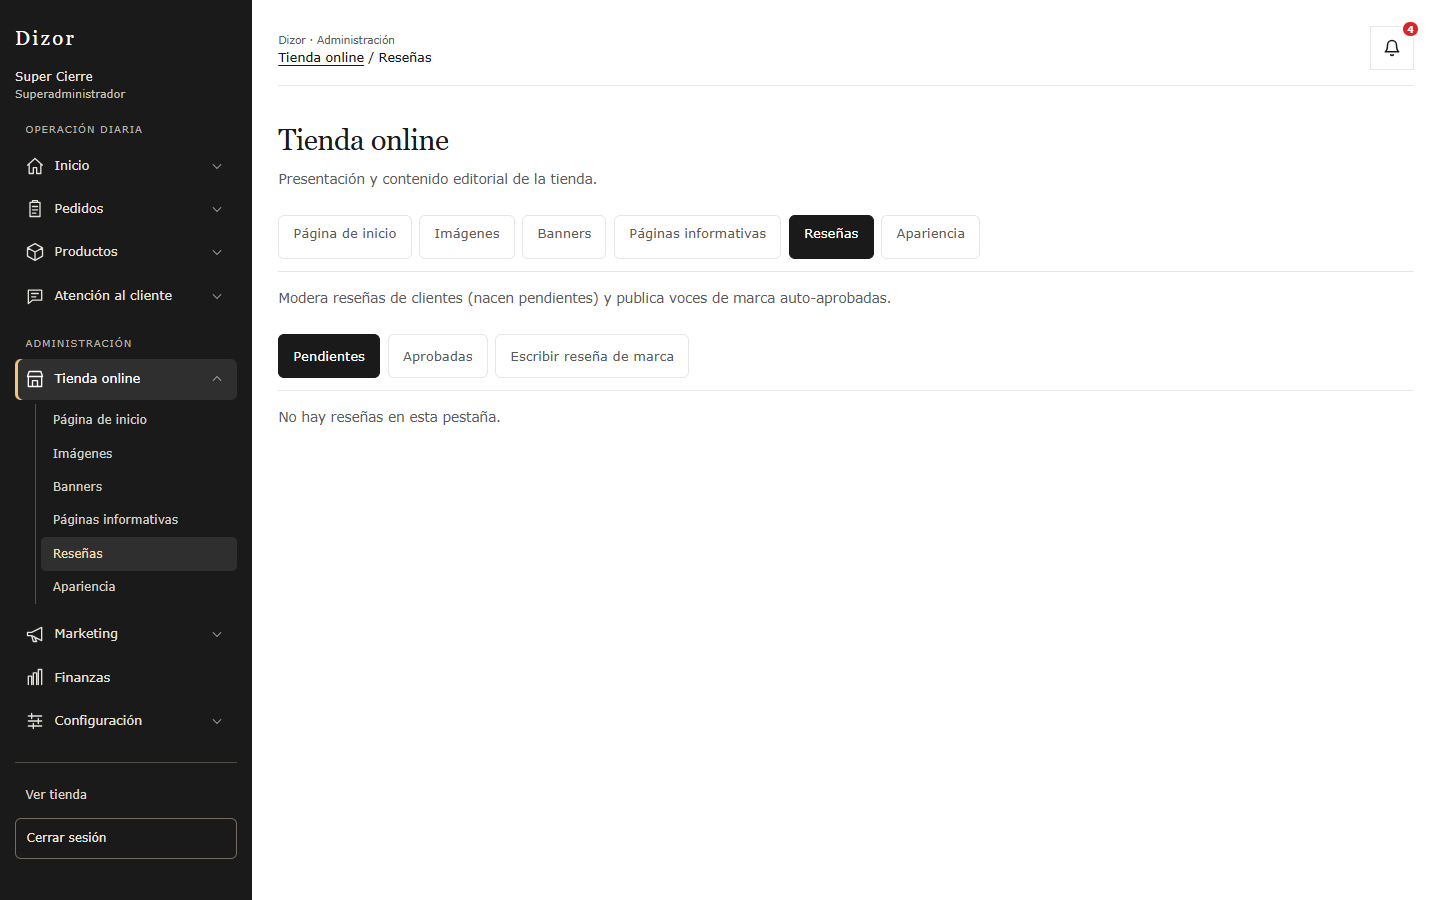 Dizor
Super Cierre
Superadministrador
OPERACIÓN DIARIA
Inicio
Pedidos
Productos
Atención al cliente
ADMINISTRACIÓN
Tienda online
Página de inicio
Imágenes
Banners
Páginas informativas
Reseñas
Apariencia
Marketing
Finanzas
Configuración
Ver tienda
Cerrar sesión
Dizor · Administración
Tienda online / Reseñas
4
Tienda online
Presentación y contenido editorial de la tienda.
Página de inicio Imágenes Banners Páginas informativas Reseñas Apariencia
Modera reseñas de clientes (nacen pendientes) y publica voces de marca auto-aprobadas.
Pendientes Aprobadas Escribir reseña de marca
No hay reseñas en esta pestaña.